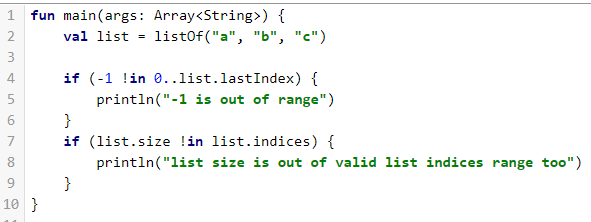 1 fun main(args: Array<String>) {
2     val list = listOf("a", "b", "c")
3
4     if (-1 !in 0..list.lastIndex) {
5         println("-1 is out of range")
6     }
7     if (list.size !in list.indices) {
8         println("list size is out of valid list indices range too")
9     }
10 }